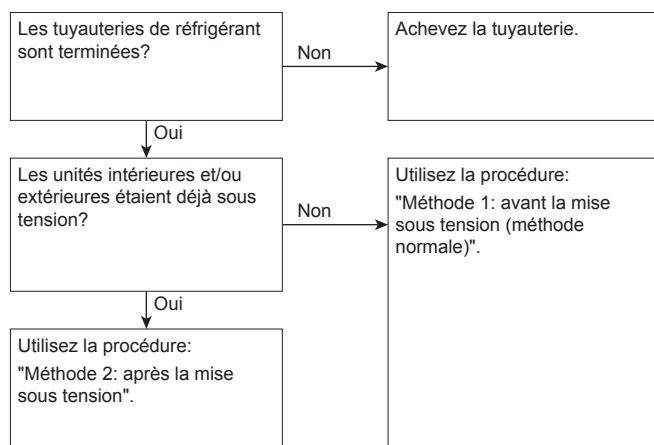 Les tuyauteries de réfrigérant
sont terminées?
Non
Achevez la tuyauterie.
Oui
Les unités intérieures et/ou
extérieures étaient déjà sous
tension?
Non
Utilisez la procédure:
"Méthode 1: avant la mise
sous tension (méthode
normale)".
Oui
Utilisez la procédure:
"Méthode 2: après la mise
sous tension".